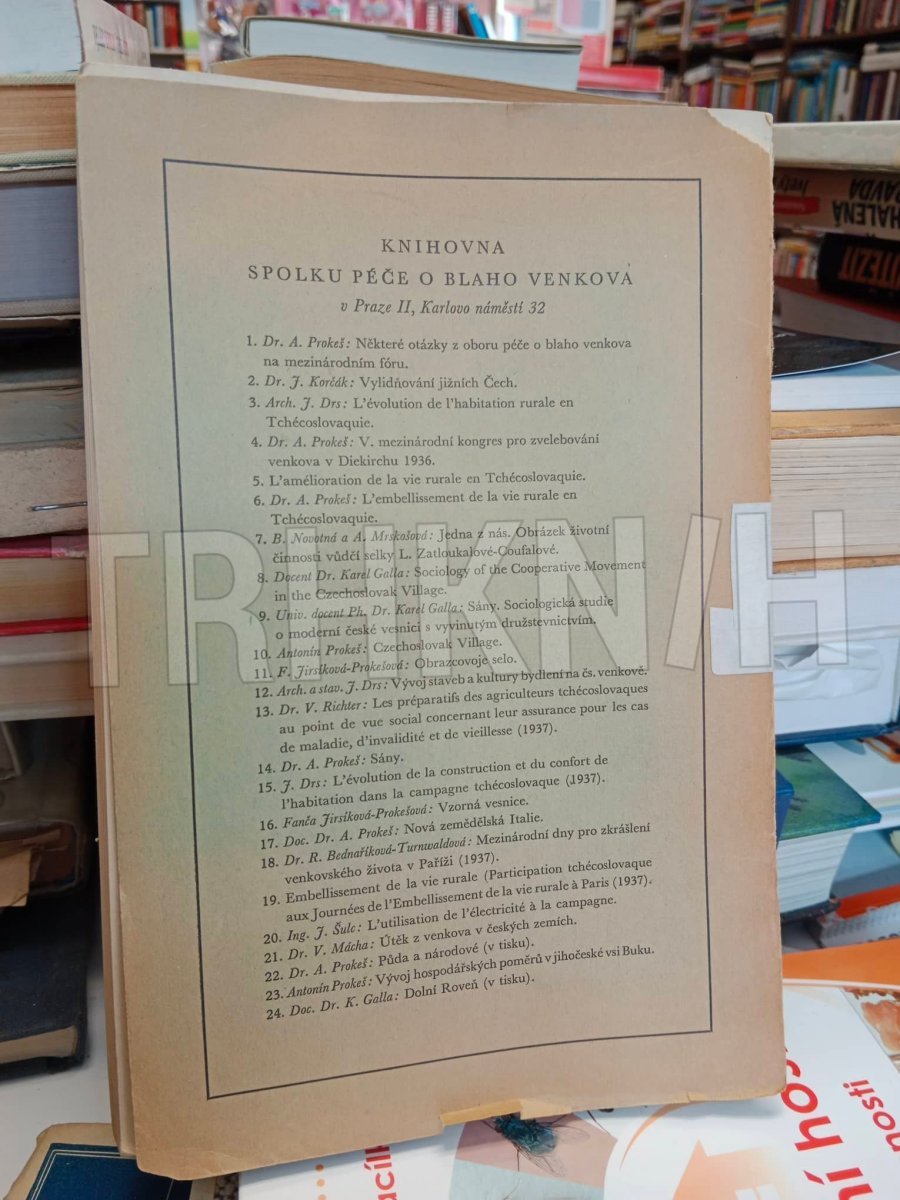 KNIHOVNA
SPOLKU PÉČE O BLAHO VENKOVA
v Praze II, Karlovo náměstí 32
1. Dr. A. Prokeš: Některé otázky z oboru péče o blaho venkova
na mezinárodním fóru.
2. Dr. J. Korčák: Vylidňování jižních Čech.
3. Arch. J. Drs: L'évolution de l'habitation rurale en
Tchécoslovaquie.
4. Dr. A. Prokeš: V. mezinárodní kongres pro zvelebování
venkova v Diekirchu 1936.
5. L'amélioration de la vie rurale en Tchécoslovaquie.
6. Dr. A. Prokeš: L'embellissement de la vie rurale en
Tchécoslovaquie.
7. B. Novotná a A. Mrskošová: Jedna z nás. Obrázek životní
činnosti vůdčí selky L. Zatloukalové-Coufalové.
8. Docent Dr. Karel Galla: Sociology of the Cooperative Movement
in the Czechoslovak Village.
9. Univ. docent Ph. Dr. Karel Galla: Sány. Sociologická studie
o moderní české vesnici s vyvinutým družstevnictvím.
10. Antonín Prokeš: Czechoslovak Village.
11. F. Jirsíková-Prokešová: Obrazcovoje selo.
12. Arch. a stav. J. Drs: Vývoj staveb a kultury bydlení na čs. venkově.
13. Dr. V. Richter: Les préparatifs des agriculteurs tchécoslovaques
au point de vue social concernant leur assurance pour les cas
de maladie, d'invalidité et de vieillesse (1937).
14. Dr. A. Prokeš: Sány.
15. J. Drs: L'évolution de la construction et du confort de
l'habitation dans la campagne tchécoslovaque (1937).
16. Fanča Jirsíková-Prokešová: Vzorná vesnice.
17. Doc. Dr. A. Prokeš: Nová zemědělská Italie.
18. Dr. R. Bednaříková-Turnwaldová: Mezinárodní dny pro zkrášlení
venkovského života v Paříži (1937).
19. Embellissement de la vie rurale (Participation tchécoslovaque
aux Journées de l'Embellissement de la vie rurale à Paris (1937).
20. Ing. J. Šulc: L'utilisation de l'électricité à la campagne.
21. Dr. V. Mácha: Útěk z venkova v českých zemích.
22. Dr. A. Prokeš: Půda a národové (v tisku).
23. Antonín Prokeš: Vývoj hospodářských poměrů v jihočeské vsi Buku.
24. Doc. Dr. K. Galla: Dolní Roveň (v tisku).
TRHKNIH